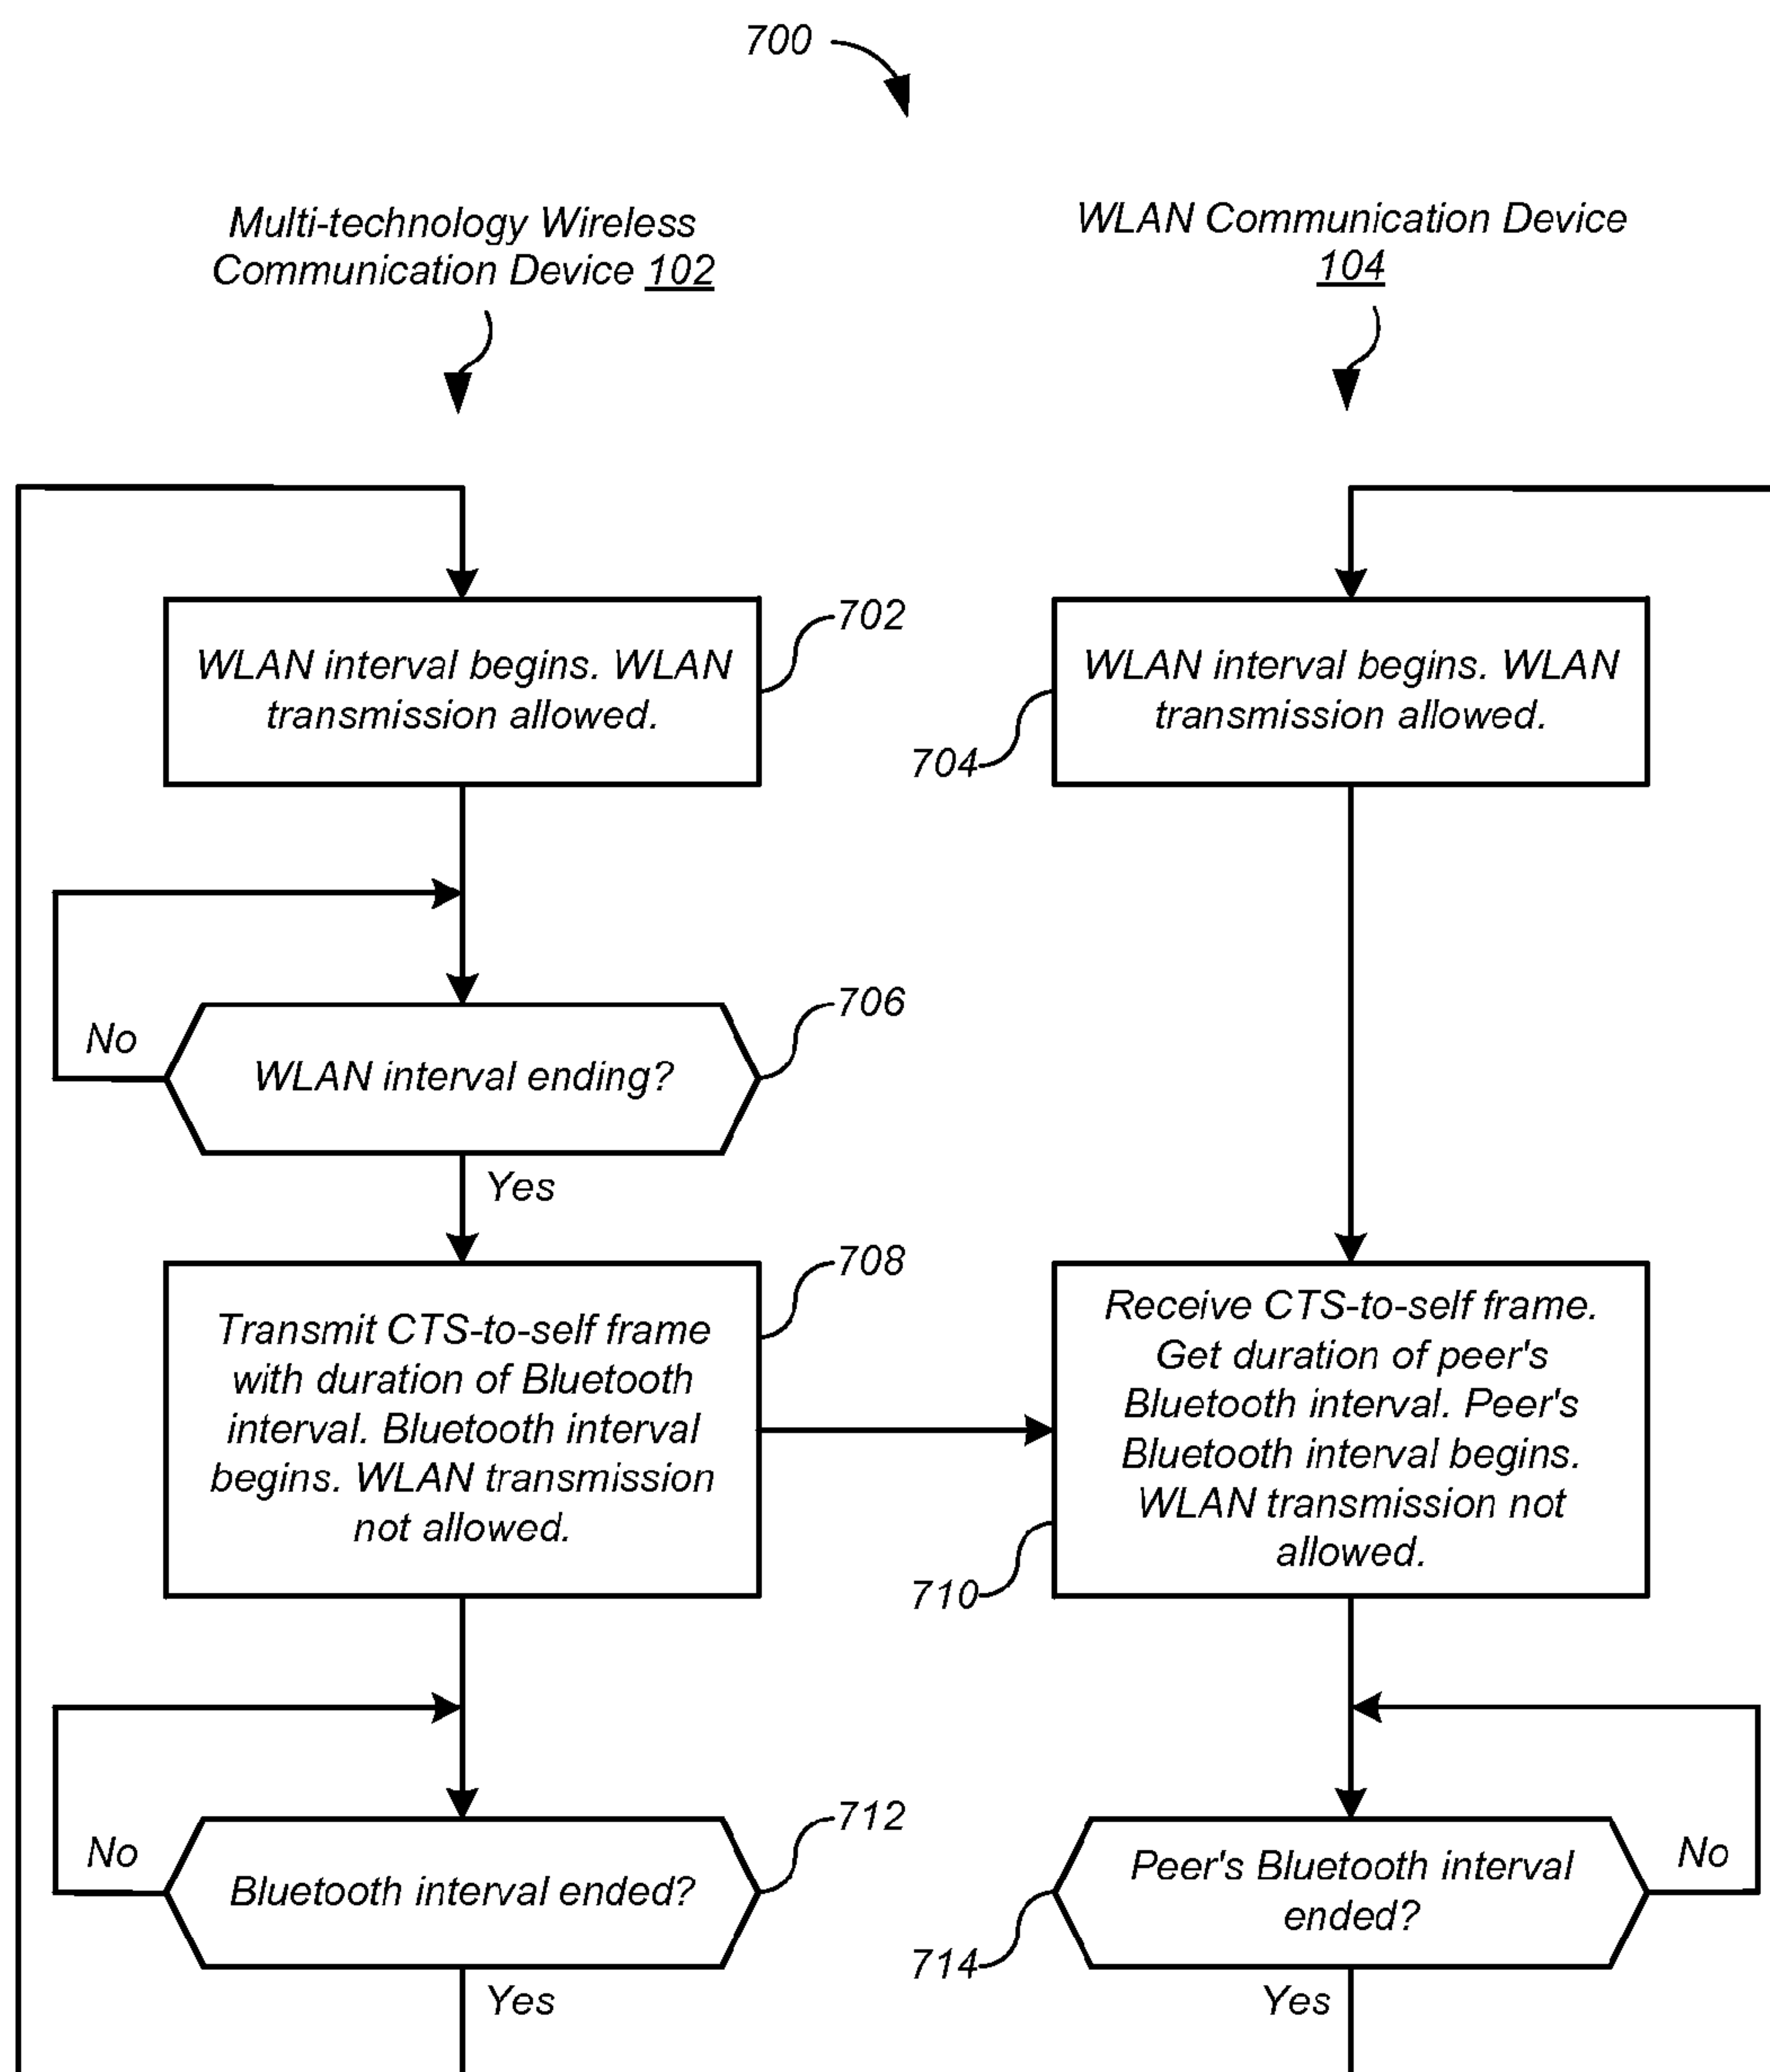 700
Multi-technology Wireless
Communication Device 102
WLAN Communication Device
104
WLAN interval begins. WLAN
transmission allowed.
702
WLAN interval begins. WLAN
transmission allowed.
704
WLAN interval ending?
706
No
Yes
Transmit CTS-to-self frame
with duration of Bluetooth
interval. Bluetooth interval
begins. WLAN transmission
not allowed.
708
Receive CTS-to-self frame.
Get duration of peer's
Bluetooth interval. Peer's
Bluetooth interval begins.
WLAN transmission not
allowed.
710
Bluetooth interval ended?
712
No
Yes
Peer's Bluetooth interval
ended?
714
No
Yes